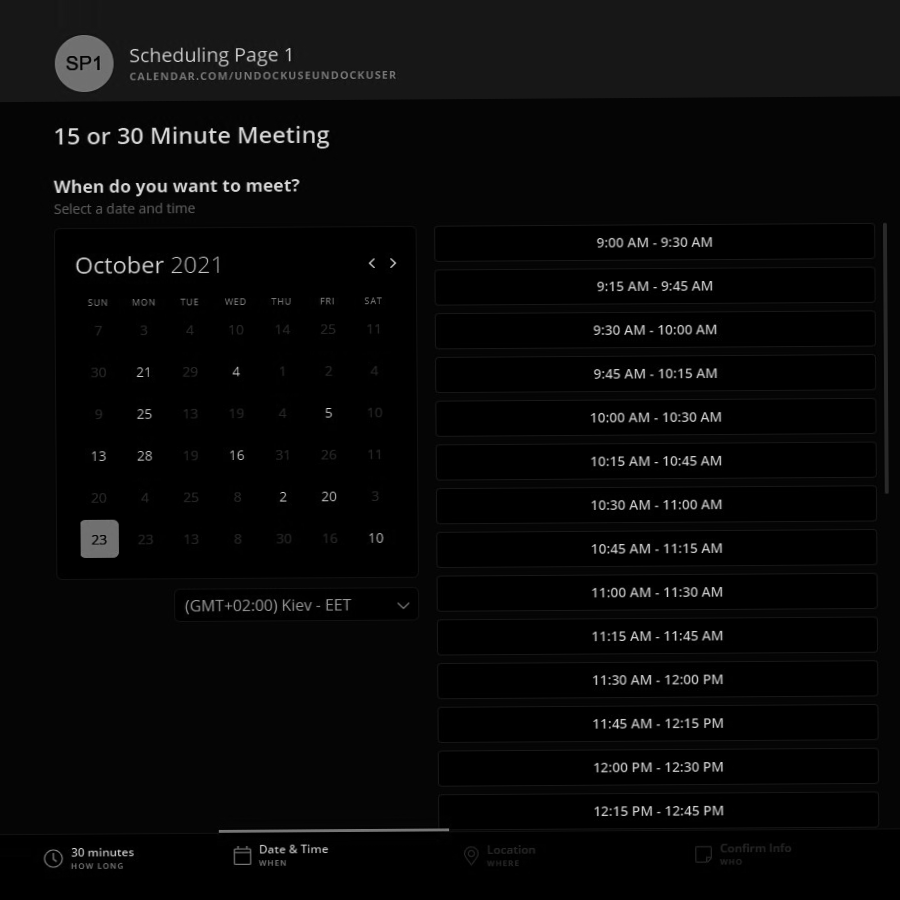 SP1
Scheduling Page 1
CALENDAR.COM/UNDOCKUSEUNDOCKUSER
15 or 30 Minute Meeting
When do you want to meet?
Select a date and time
October 2021
SUN MON TUE WED THU FRI SAT
7 3 4 10 14 25 11
30 21 29 4 1 2 4
9 25 13 19 4 5 10
13 28 19 16 31 26 11
20 4 25 8 2 20 3
23 23 13 8 30 16 10
(GMT+02:00) Kiev - EET
9:00 AM - 9:30 AM
9:15 AM - 9:45 AM
9:30 AM - 10:00 AM
9:45 AM - 10:15 AM
10:00 AM - 10:30 AM
10:15 AM - 10:45 AM
10:30 AM - 11:00 AM
10:45 AM - 11:15 AM
11:00 AM - 11:30 AM
11:15 AM - 11:45 AM
11:30 AM - 12:00 PM
11:45 AM - 12:15 PM
12:00 PM - 12:30 PM
12:15 PM - 12:45 PM
30 minutes
HOW LONG
Date & Time
WHEN
Location
WHERE
Confirm Info
WHO